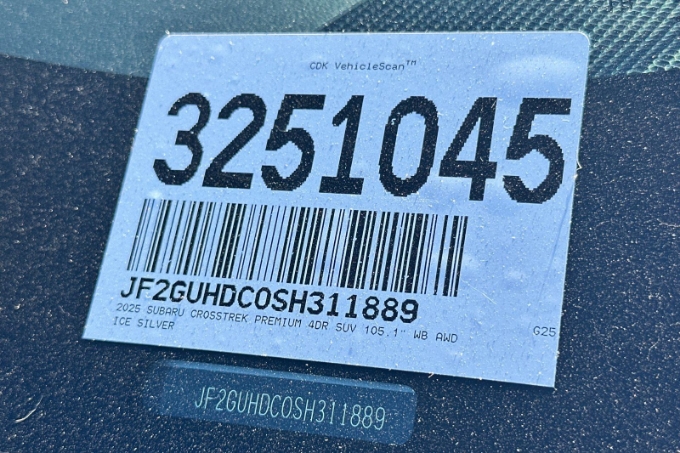 CDK VehicleScan™
3251045
JF2GUHDC0SH311889
2025 SUBARU CROSSTREK PREMIUM 4DR SUV 105.1" WB AWD G25
ICE SILVER
JF2GUHDC0SH311889